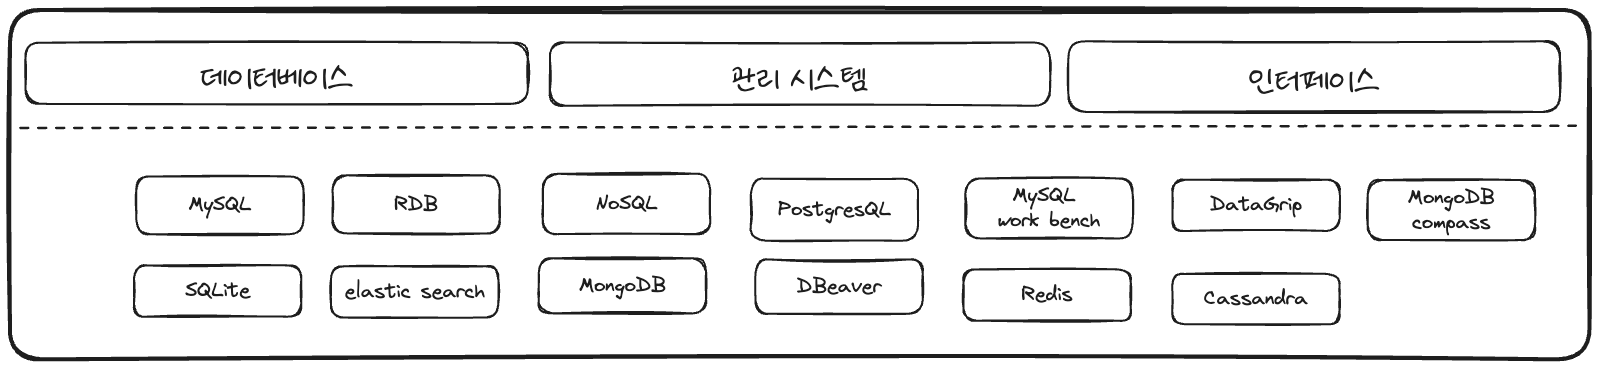 데이터베이스
관리 시스템
인터페이스
MySQL
RDB
NoSQL
PostgresQL
MySQL
work bench
DataGrip
MongoDB
compass
SQLite
elastic search
MongoDB
DBeaver
Redis
Cassandra